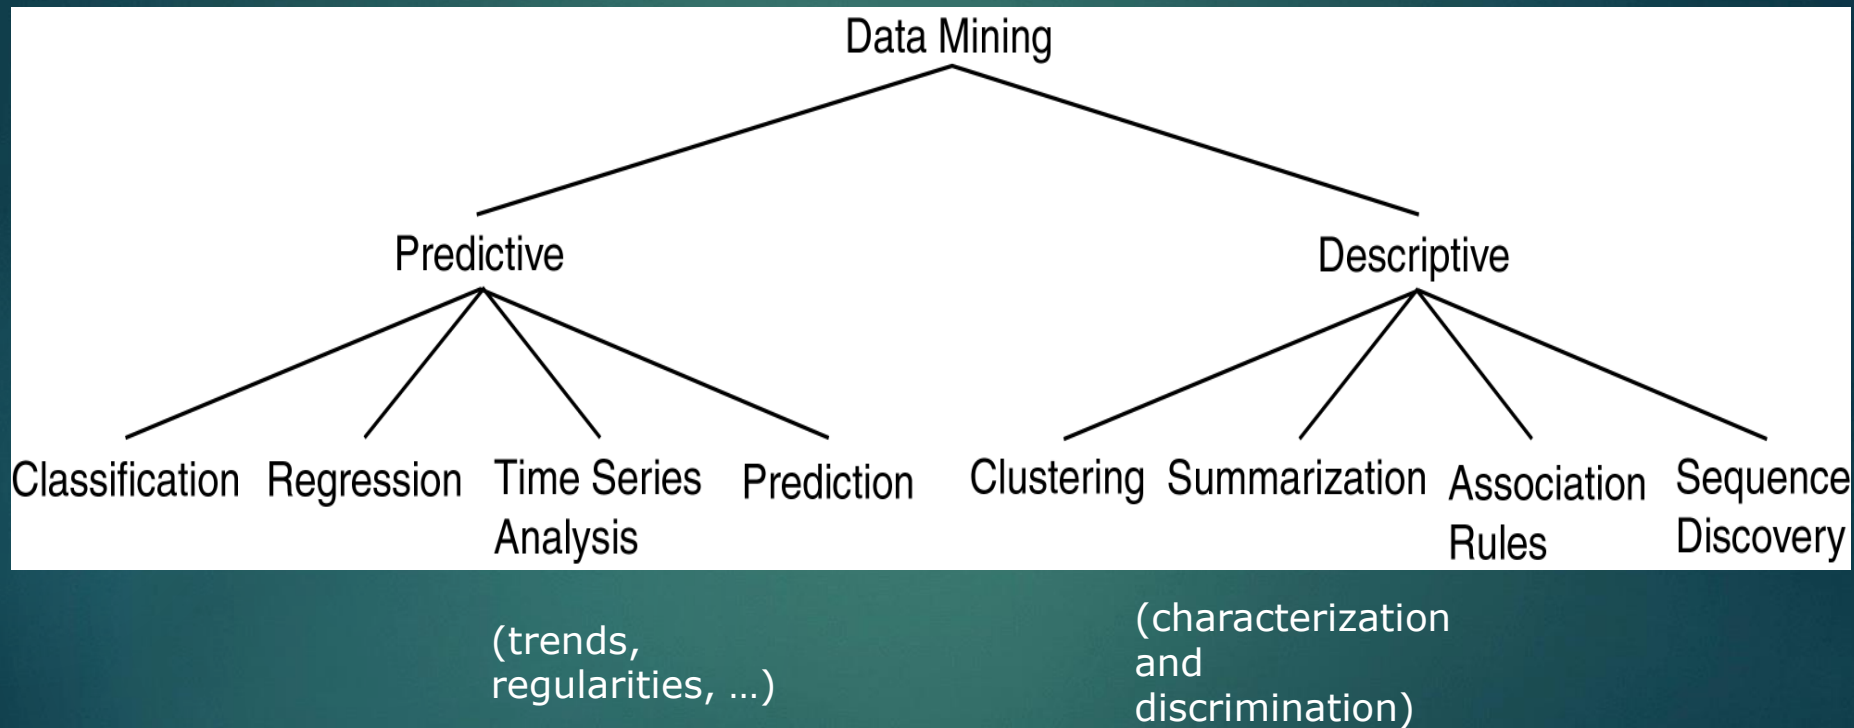 Data Mining
Predictive
Descriptive
Classification
Regression
Time Series
Analysis
Prediction
Clustering
Summarization
Association
Rules
Sequence
Discovery
(trends,
regularities, …)
(characterization
and
discrimination)